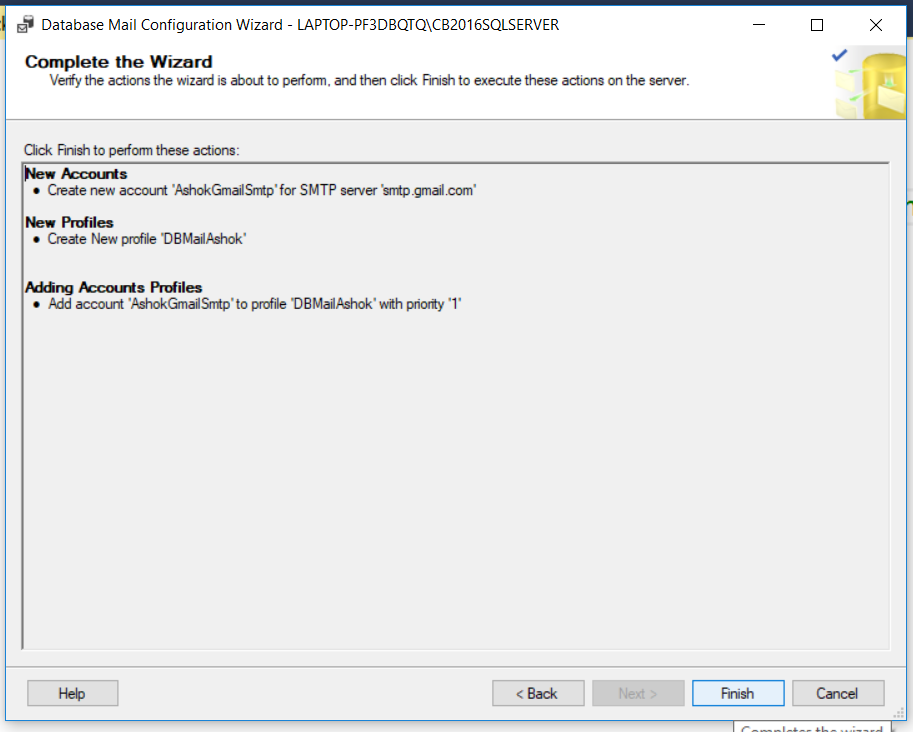 Database Mail Configuration Wizard - LAPTOP-PF3DBQTQ\CB2016SQLSERVER
Complete the Wizard
Verify the actions the wizard is about to perform, and then click Finish to execute these actions on the server.
Click Finish to perform these actions:
New Accounts
● Create new account 'AshokGmailSmtp' for SMTP server 'smtp.gmail.com'
New Profiles
● Create New profile 'DBMailAshok'
Adding Accounts Profiles
● Add account 'AshokGmailSmtp' to profile 'DBMailAshok' with priority '1'
Help
< Back
Next >
Finish
Cancel
Completes the wizard